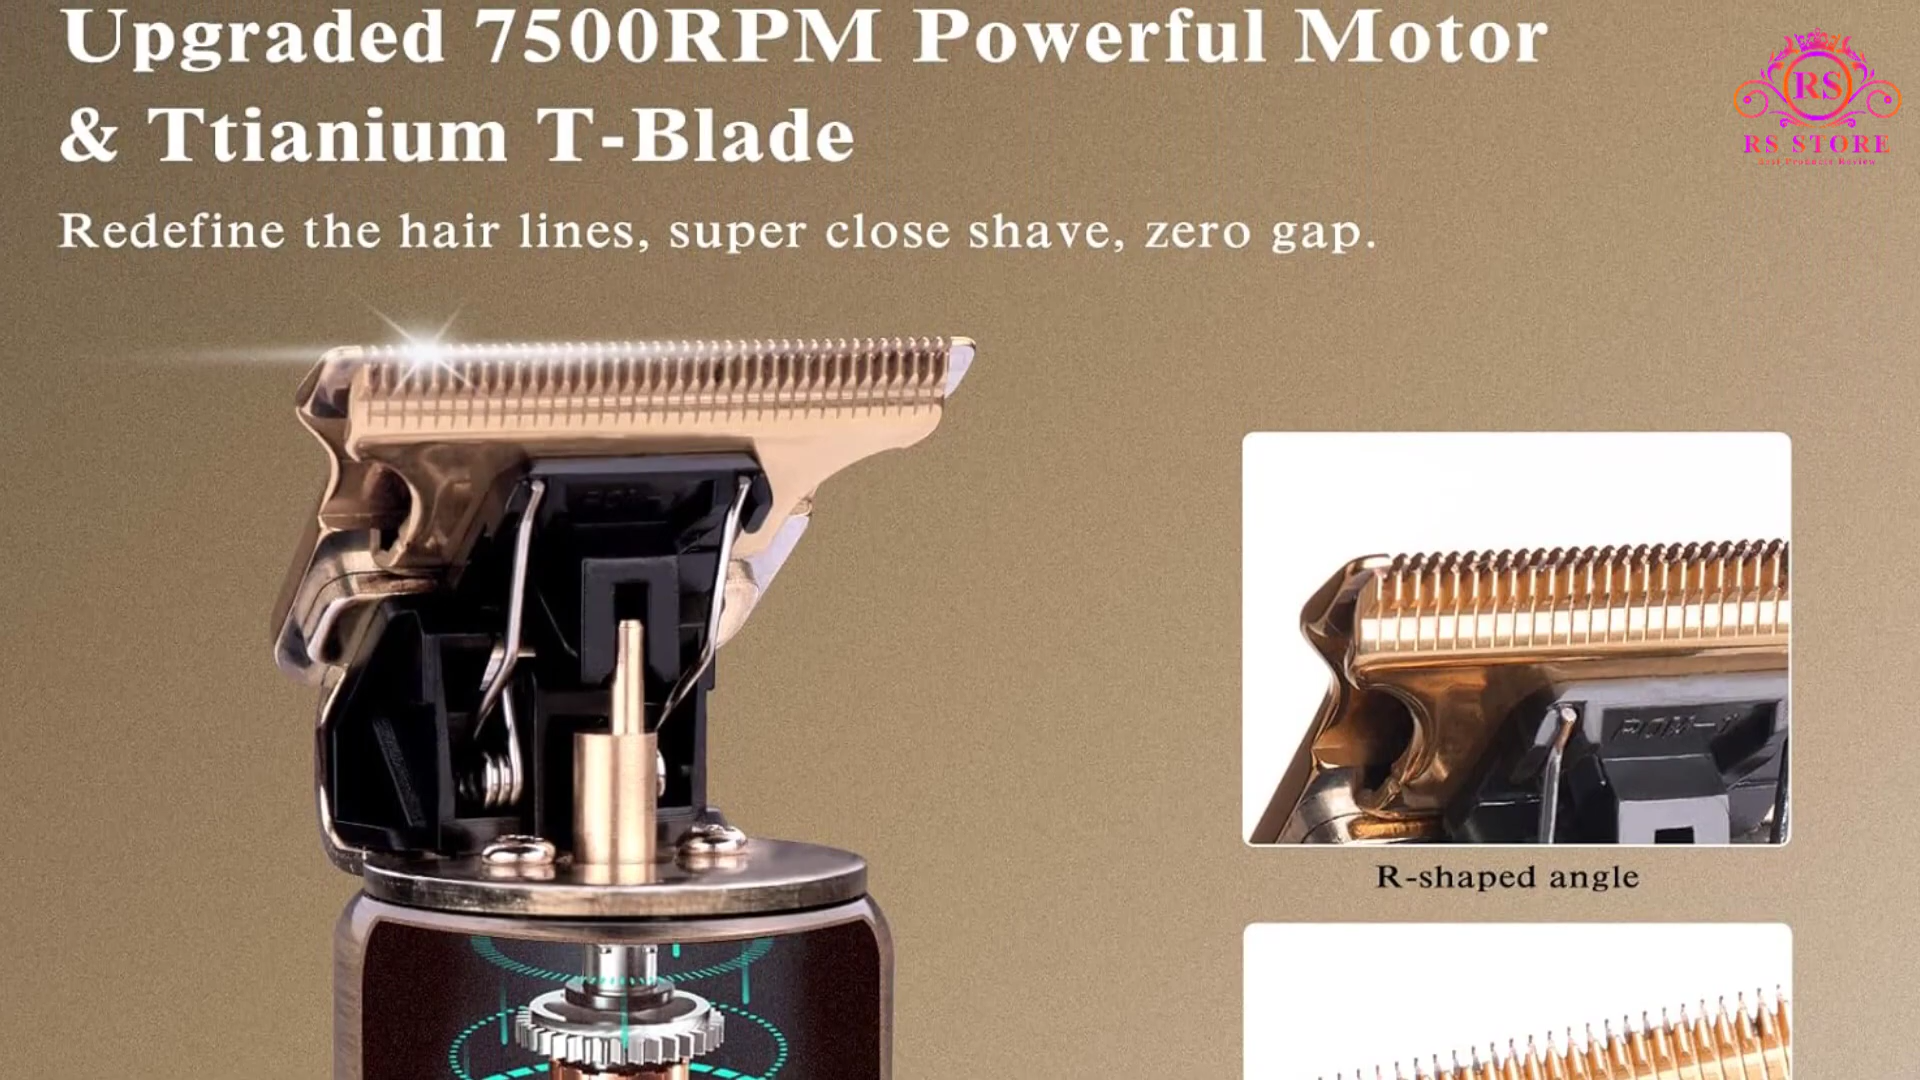 Upgraded 7500RPM Powerful Motor
& Ttianium T-Blade
Redefine the hair lines, super close shave, zero gap.
RS
RS STORE
R-shaped angle